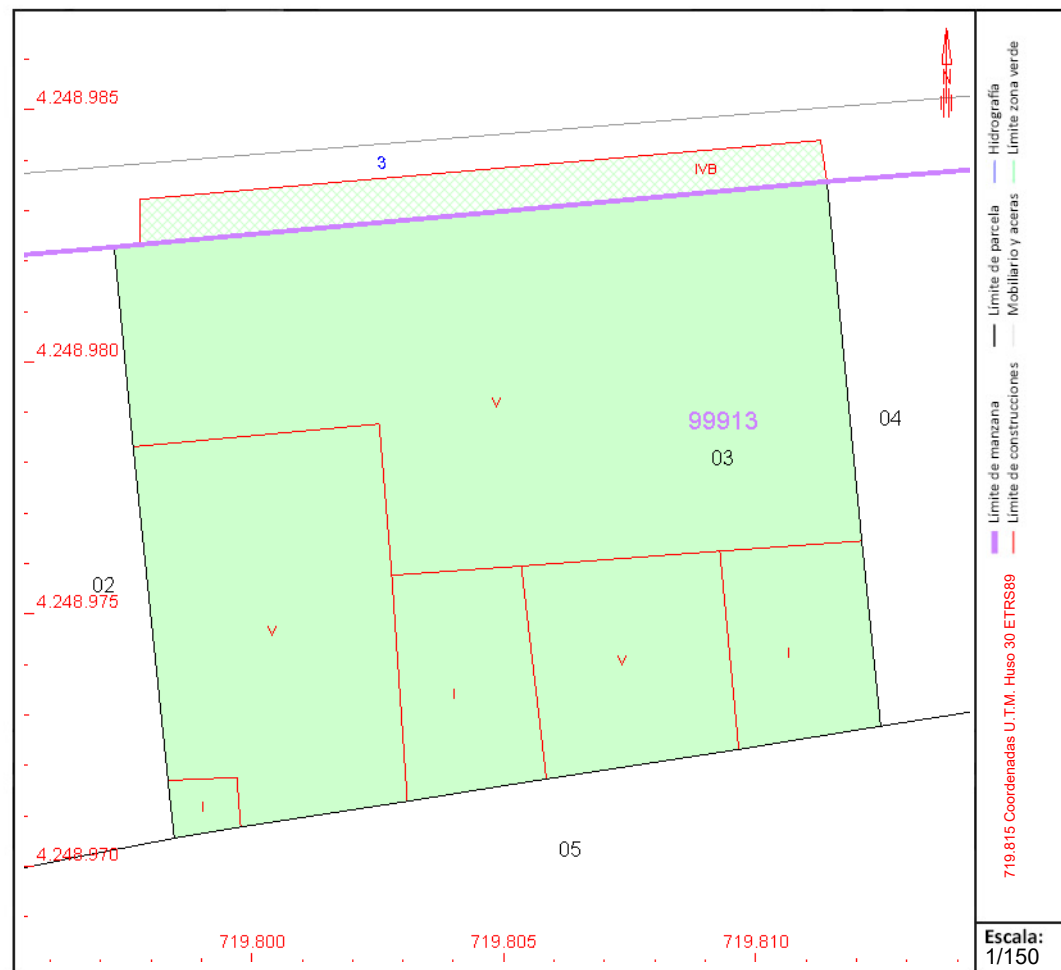 4.248.985
3
IVB
N
4.248.980
V
99913
03
04
02
4.248.975
V
I
V
I
I
4.248.970
05
719.800
719.805
719.810
Hidrografía
Límite zona verde
Límite de parcela
Mobiliario y aceras
Límite de manzana
Límite de construcciones
719.815 Coordenadas U.T.M. Huso 30 ETRS89
Escala:
1/150